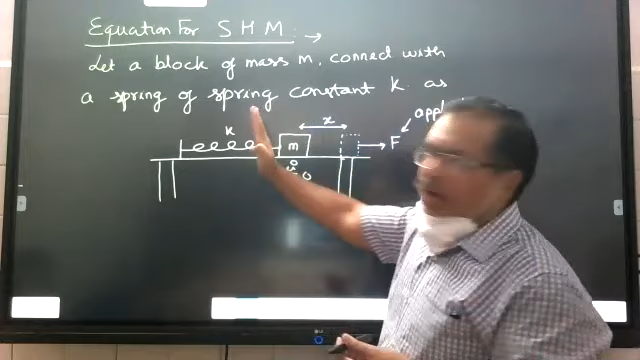 Equation For S H M. →
Let a block of mass m, conned with
a spring of spring constant K as
appl
K
x
m
F